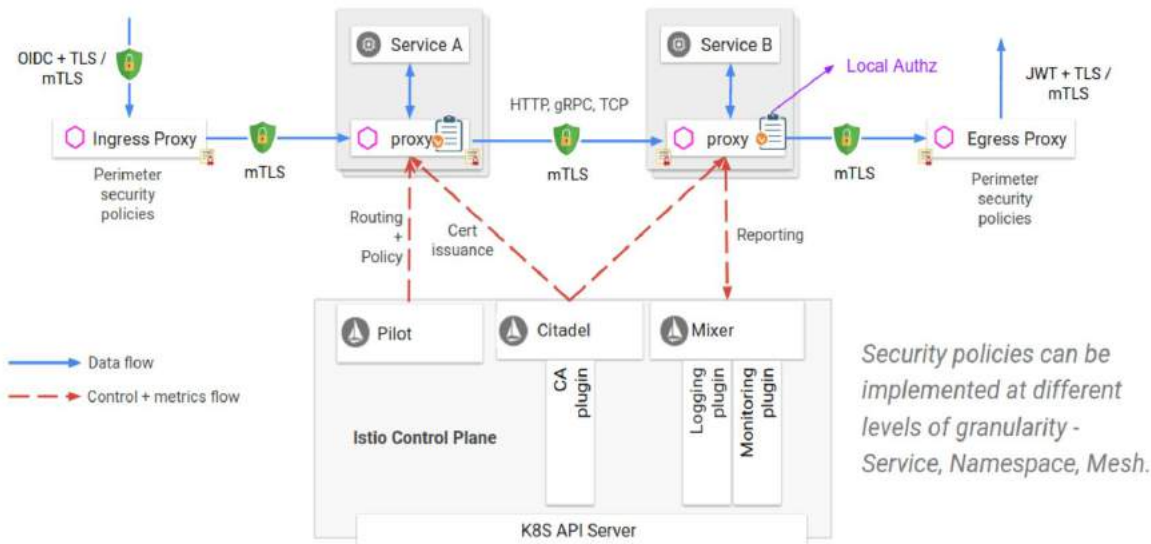 OIDC + TLS /
mTLS
Ingress Proxy
Perimeter
security
policies
mTLS
Service A
proxy
HTTP, gRPC, TCP
mTLS
Service B
proxy
Local Authz
mTLS
JWT + TLS /
mTLS
Egress Proxy
Perimeter
security
policies
Routing
+
Policy
Cert
issuance
Reporting
Pilot
Citadel
Mixer
CA
plugin
Logging
plugin
Monitoring
plugin
Istio Control Plane
K8S API Server
Data flow
Control + metrics flow
Security policies can be
implemented at different
levels of granularity -
Service, Namespace, Mesh.